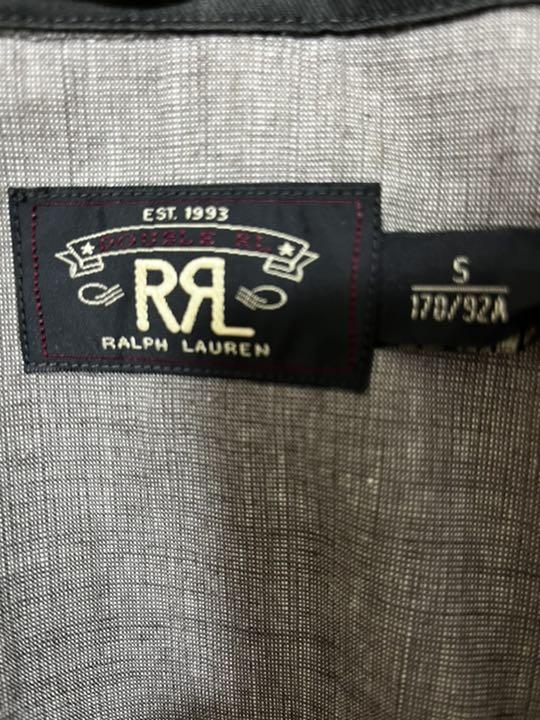 EST. 1993
DOUBLE RL
RRL
RALPH LAUREN
S
170/92A